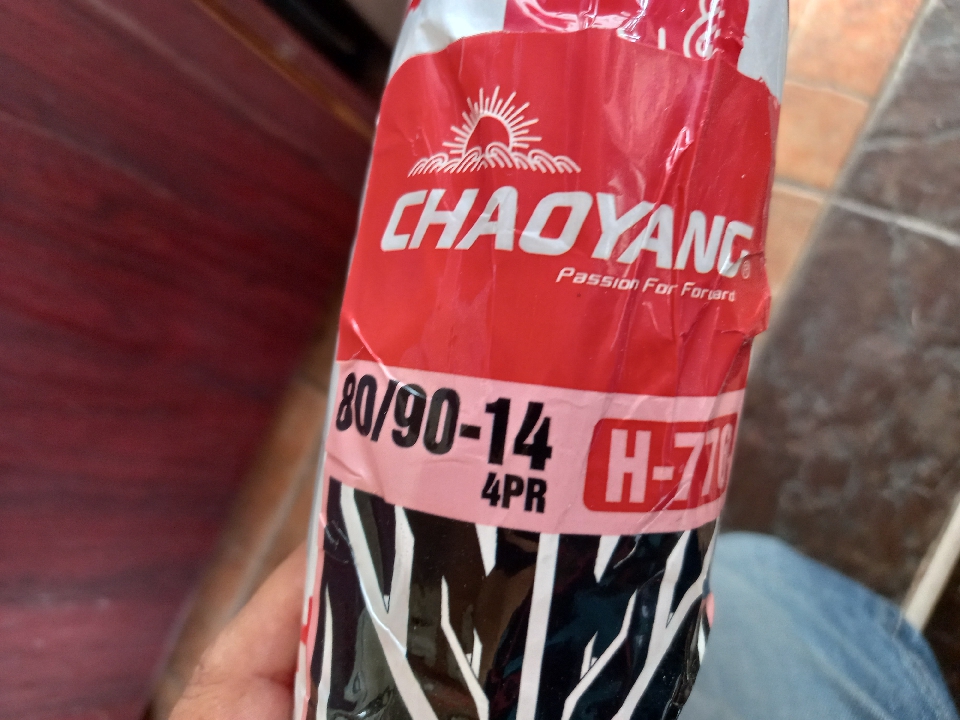 CHAOYANG
Passion For Forward
80/90-14
4PR